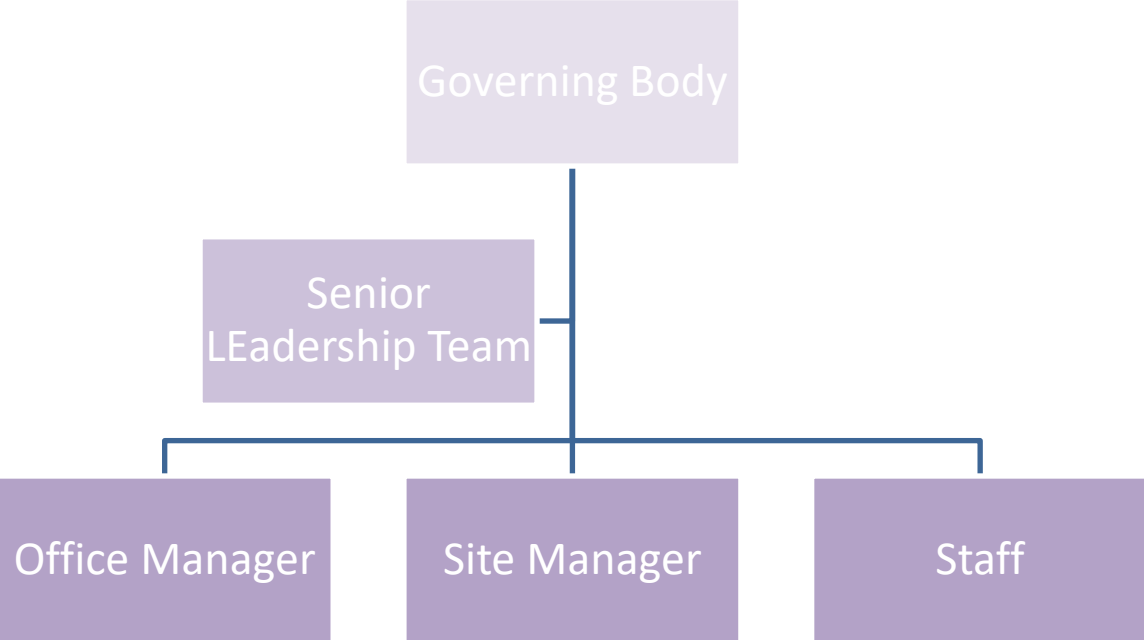 Governing Body
Senior
LEadership Team
Office Manager
Site Manager
Staff